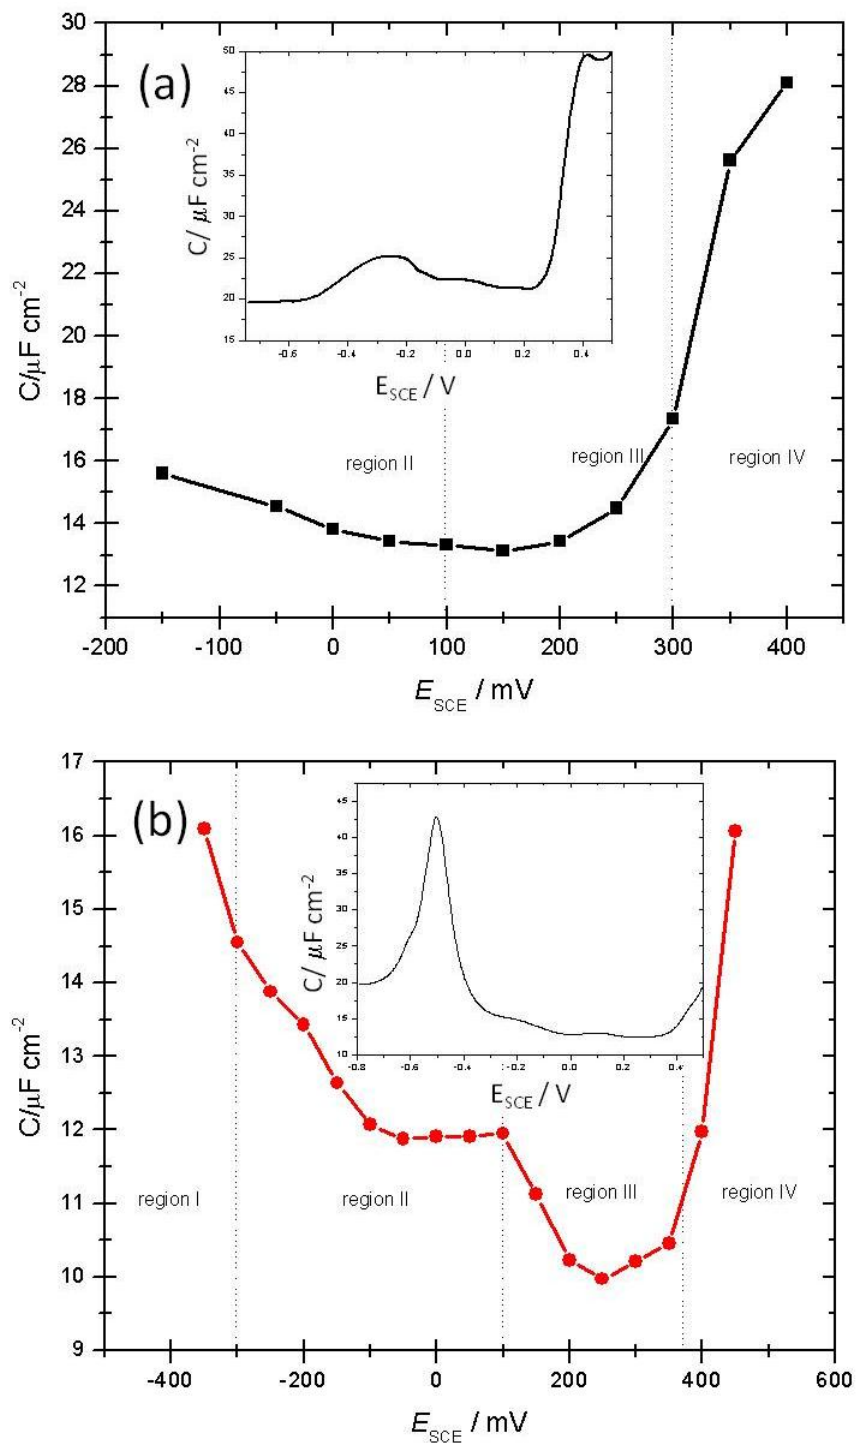 (a)
C/μF cm-2
30
28
26
24
22
20
18
16
14
12
C/ μF cm-2
50
45
40
35
30
25
20
15
-0.6 -0.4 -0.2 0.0 0.2 0.4
ESCE / V
region II region III region IV
-200 -100 0 100 200 300 400
ESCE / mV
(b)
C/μF cm-2
17
16
15
14
13
12
11
10
9
C/ μF cm-2
45
40
35
30
25
20
15
10
-0.8 -0.6 -0.4 -0.2 0.0 0.2 0.4
ESCE / V
region I region II region III region IV
-400 -200 0 200 400 600
ESCE / mV